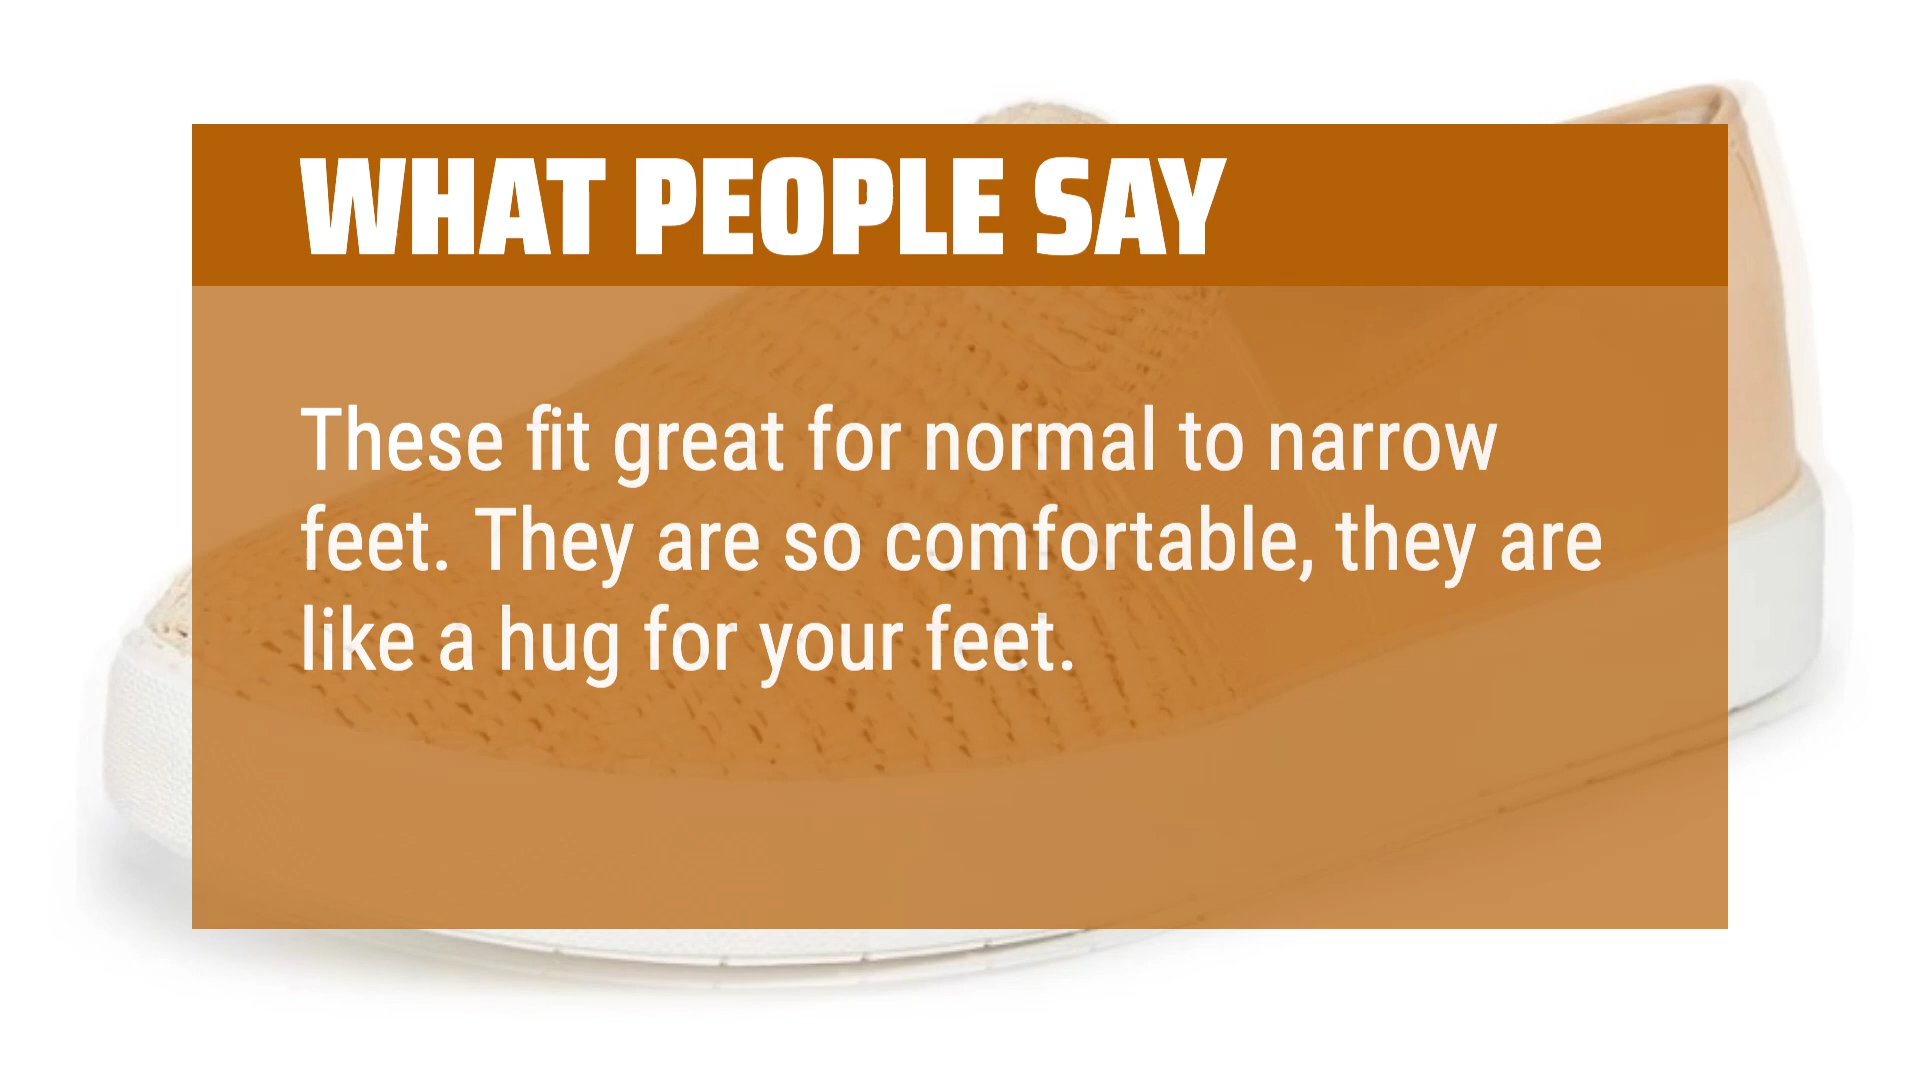 WHAT PEOPLE SAY
These fit great for normal to narrow
feet. They are so comfortable, they are
like a hug for your feet.